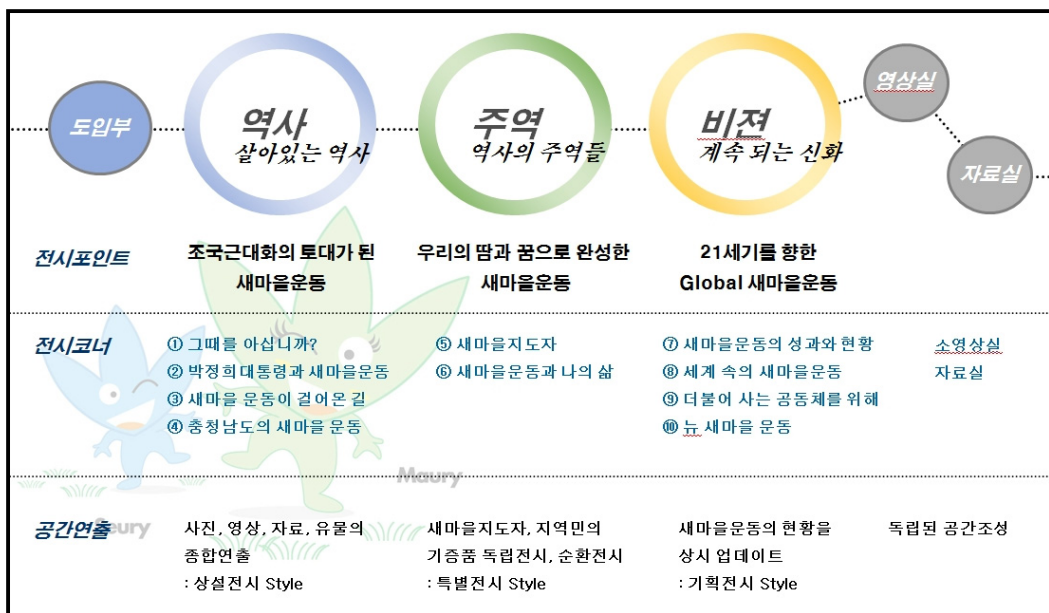 도입부
역사
살아있는 역사
주역
역사의 주역들
비젼
계속 되는 신화
영상실
자료실
전시포인트
조국근대화의 토대가 된
새마을운동
우리의 땀과 꿈으로 완성한
새마을운동
21세기를 향한
Global 새마을운동
전시코너
① 그때를 아십니까?
② 박정희대통령과 새마을운동
③ 새마을 운동이 걸어온 길
④ 충청남도의 새마을 운동
⑤ 새마을지도자
⑥ 새마을운동과 나의 삶
⑦ 새마을운동의 성과와 현황
⑧ 세계 속의 새마을운동
⑨ 더불어 사는 공동체를 위해
⑩ 뉴 새마을 운동
소영상실
자료실
Maury
Seury
공간연출
사진, 영상, 자료, 유물의
종합연출
: 상설전시 Style
새마을지도자, 지역민의
기증품 독립전시, 순환전시
: 특별전시 Style
새마을운동의 현황을
상시 업데이트
: 기획전시 Style
독립된 공간조성